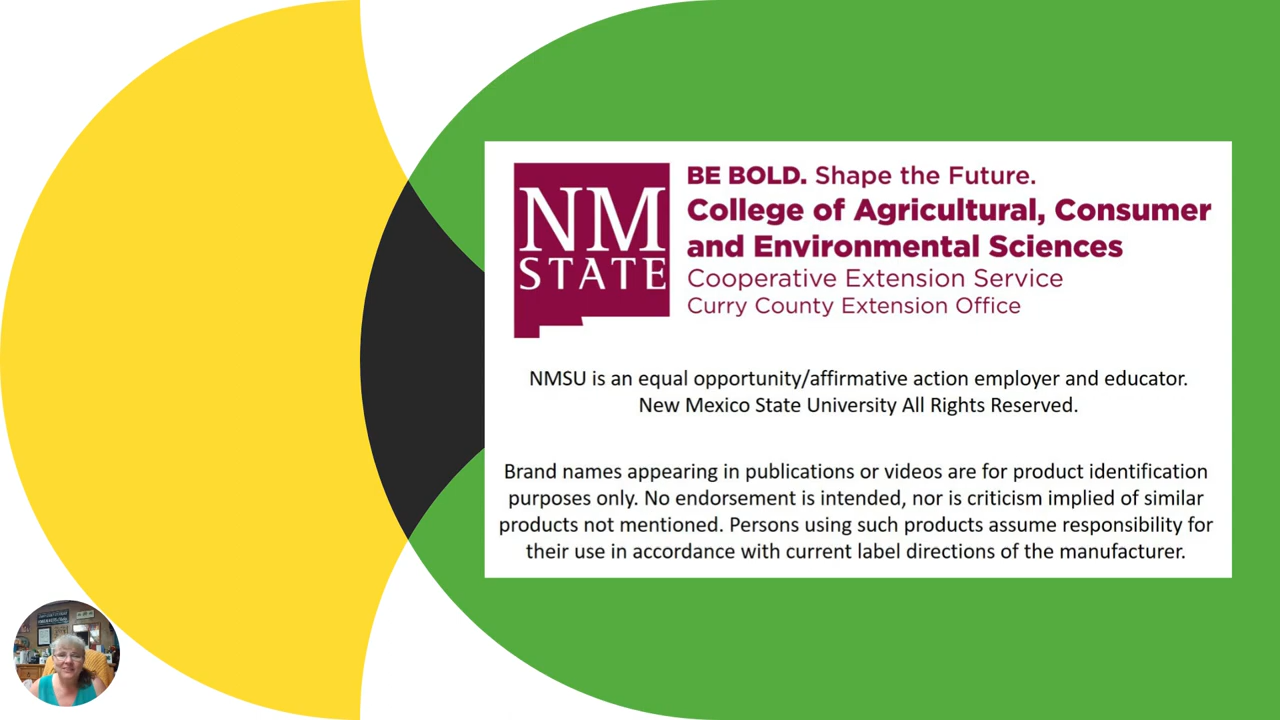 NM
STATE
BE BOLD. Shape the Future.
College of Agricultural, Consumer
and Environmental Sciences
Cooperative Extension Service
Curry County Extension Office
NMSU is an equal opportunity/affirmative action employer and educator.
New Mexico State University All Rights Reserved.
Brand names appearing in publications or videos are for product identification
purposes only. No endorsement is intended, nor is criticism implied of similar
products not mentioned. Persons using such products assume responsibility for
their use in accordance with current label directions of the manufacturer.